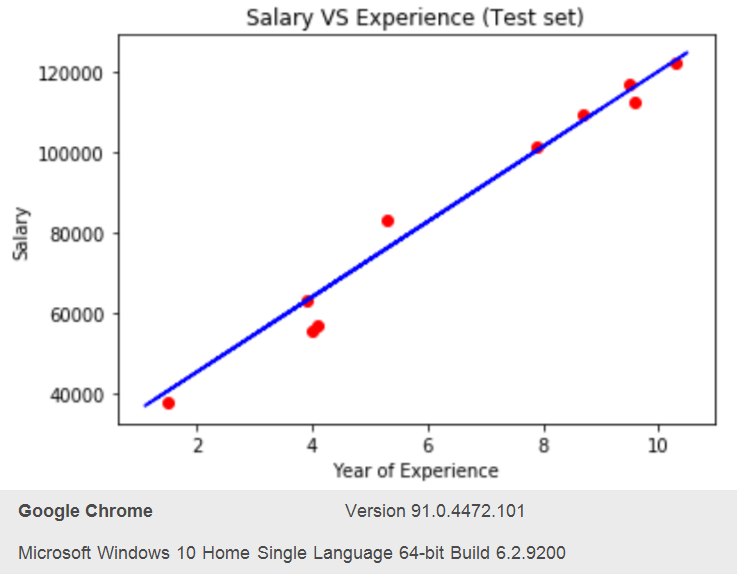 Salary VS Experience (Test set)
120000
100000
80000
60000
40000
Salary
2 4 6 8 10
Year of Experience
Google Chrome Version 91.0.4472.101
Microsoft Windows 10 Home Single Language 64-bit Build 6.2.9200